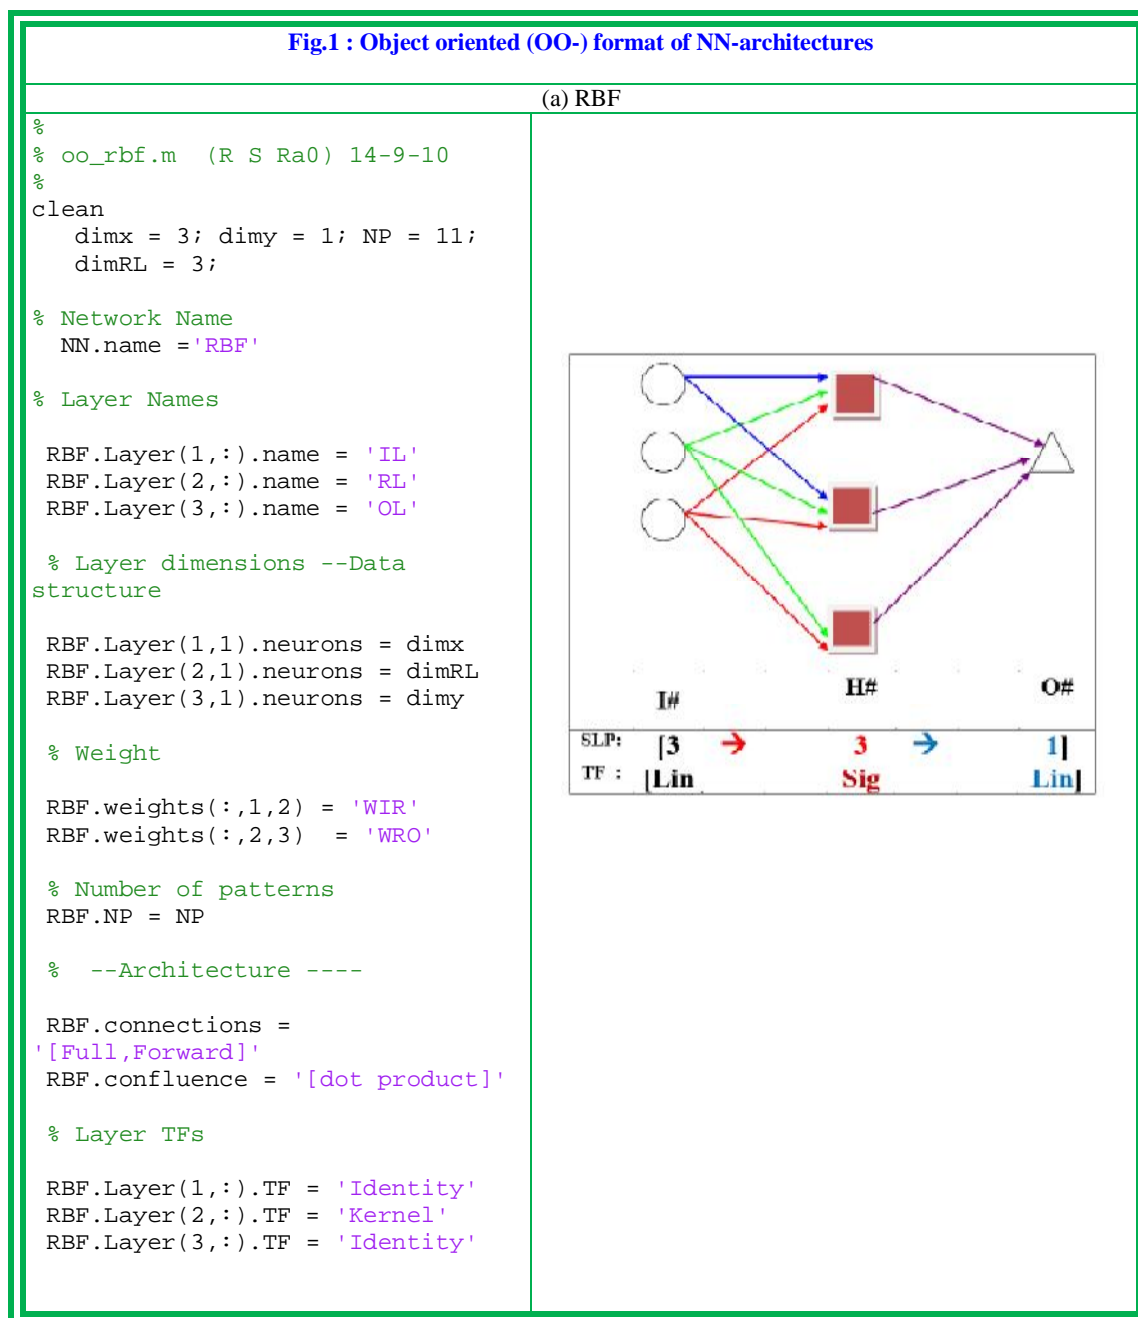 Fig.1 : Object oriented (OO-) format of NN-architectures
(a) RBF
%
% oo_rbf.m  (R S Ra0) 14-9-10
%
clean
dimx = 3; dimy = 1; NP = 11;
dimRL = 3;
% Network Name
NN.name ='RBF'
% Layer Names
RBF.Layer(1,:).name = 'IL'
RBF.Layer(2,:).name = 'RL'
RBF.Layer(3,:).name = 'OL'
% Layer dimensions --Data
structure
RBF.Layer(1,1).neurons = dimx
RBF.Layer(2,1).neurons = dimRL
RBF.Layer(3,1).neurons = dimy
% Weight
RBF.weights(:,1,2) = 'WIR'
RBF.weights(:,2,3)  = 'WRO'
% Number of patterns
RBF.NP = NP
%  --Architecture ----
RBF.connections =
'[Full,Forward]'
RBF.confluence = '[dot product]'
% Layer TFs
RBF.Layer(1,:).TF = 'Identity'
RBF.Layer(2,:).TF = 'Kernel'
RBF.Layer(3,:).TF = 'Identity'
I# H# O#
SLP: [3 → 3 → 1]
TF : [Lin Sig Lin]